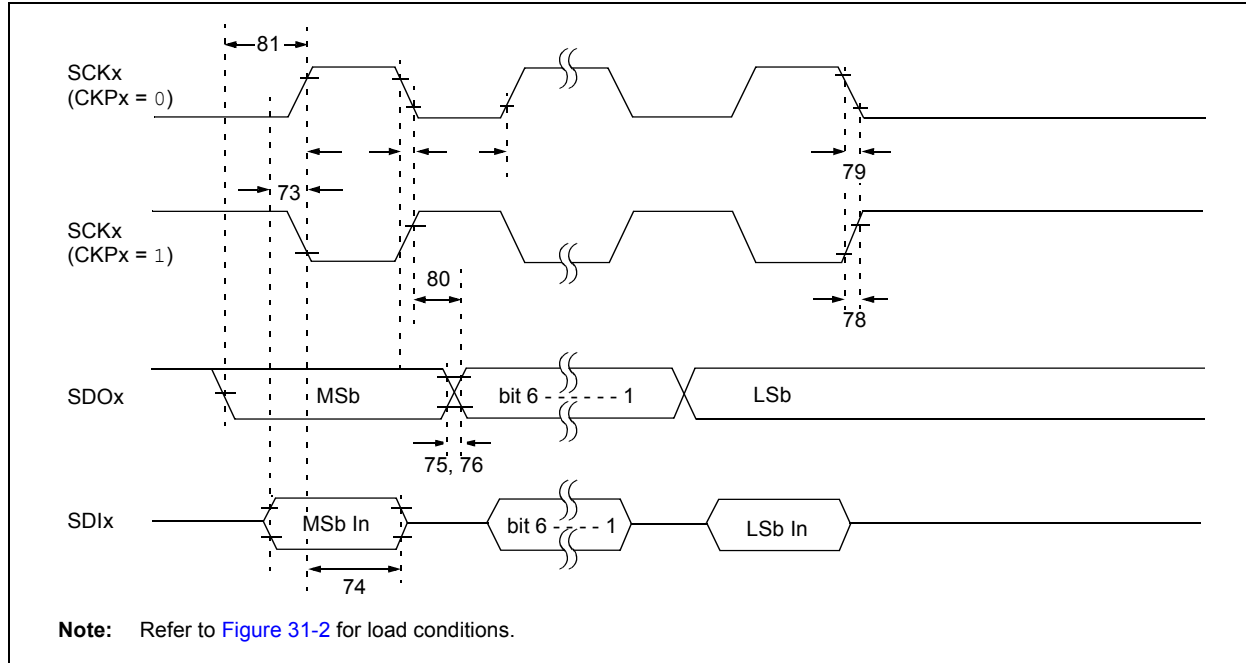 81
SCKx
(CKPx = 0)
73
79
SCKx
(CKPx = 1)
80
78
SDOx
MSb
bit 6 - - - - - - 1
LSb
75, 76
SDIx
MSb In
bit 6 - - - - - 1
LSb In
74
Note: Refer to Figure 31-2 for load conditions.